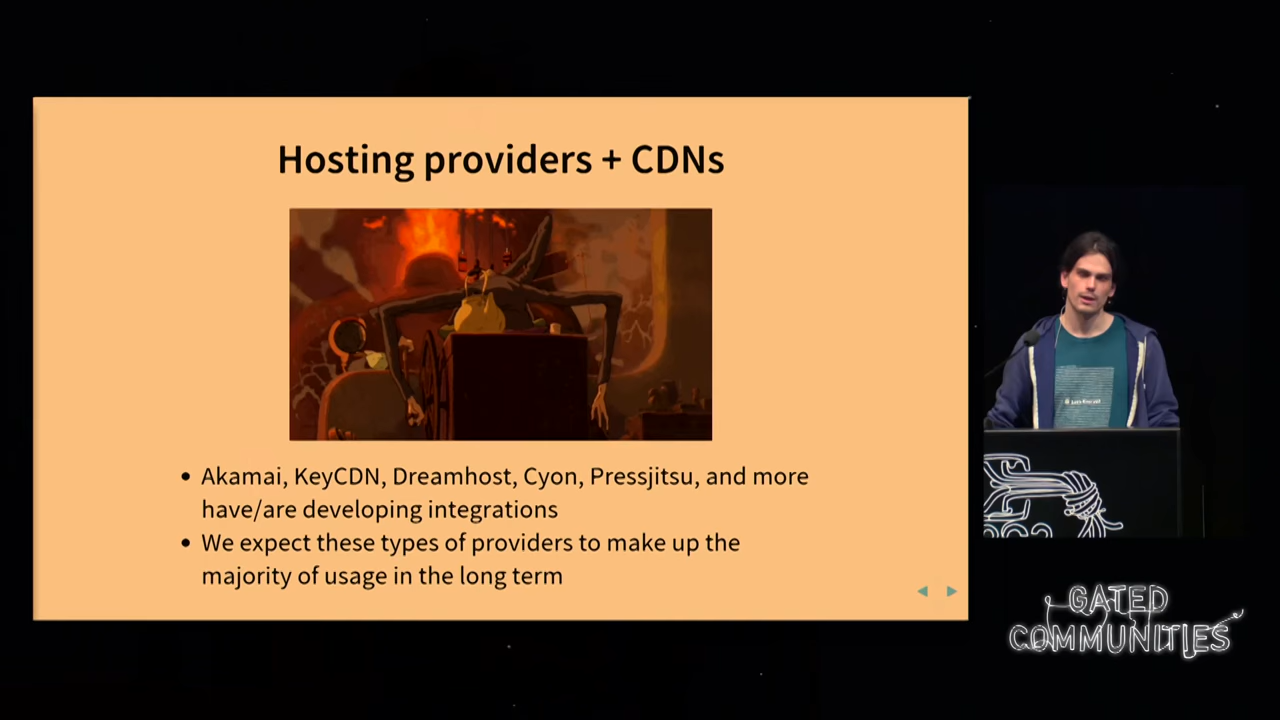 Hosting providers + CDNs
• Akamai, KeyCDN, Dreamhost, Cyon, Pressjitsu, and more
have/are developing integrations
• We expect these types of providers to make up the
majority of usage in the long term
GATED
COMMUNITIES